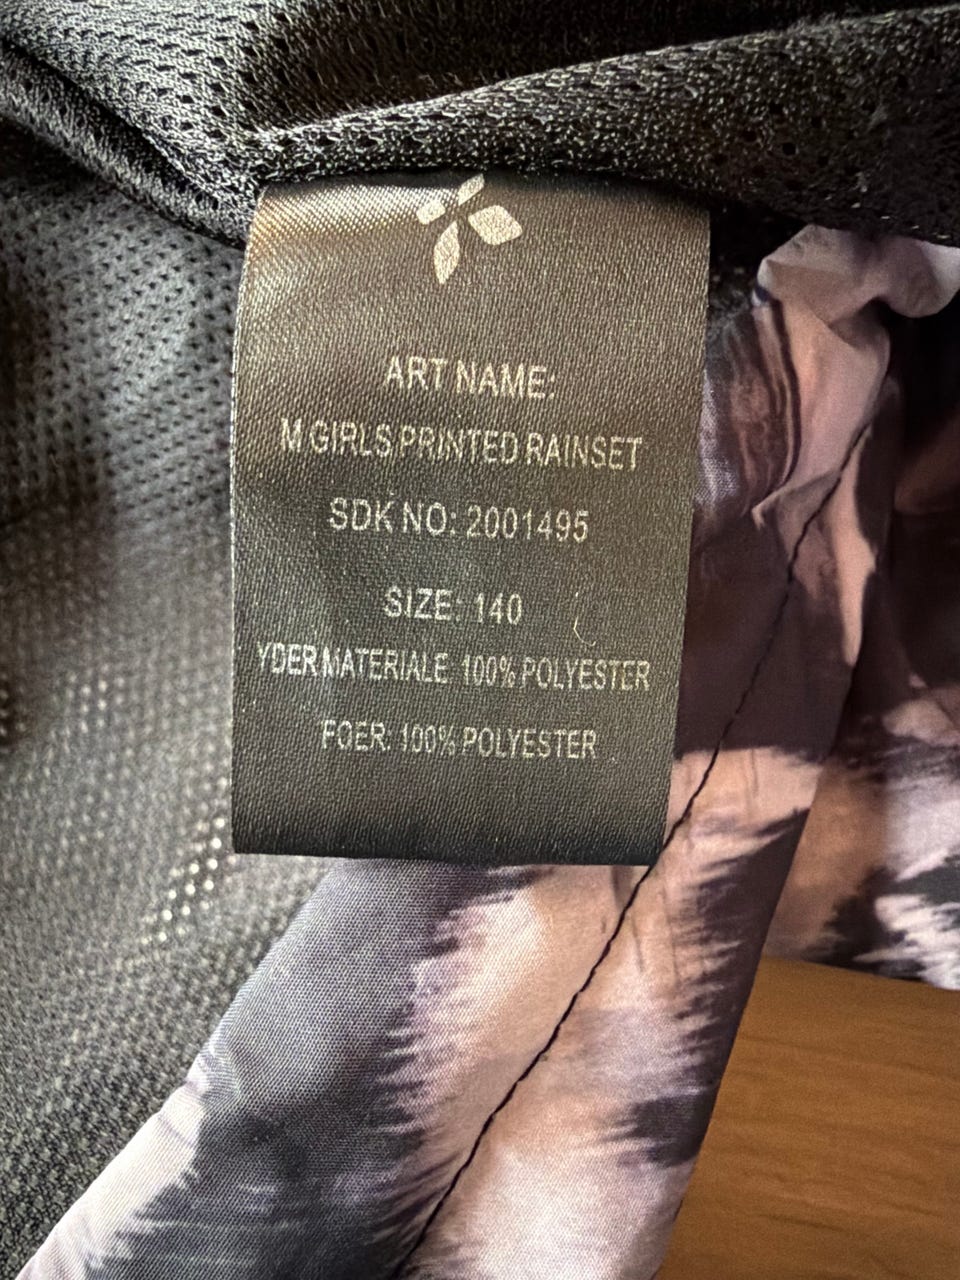 ART NAME:
M GIRLS PRINTED RAINSET
SDK NO: 2001495
SIZE: 140
YDER MATERIALE 100% POLYESTER
FOER: 100% POLYESTER